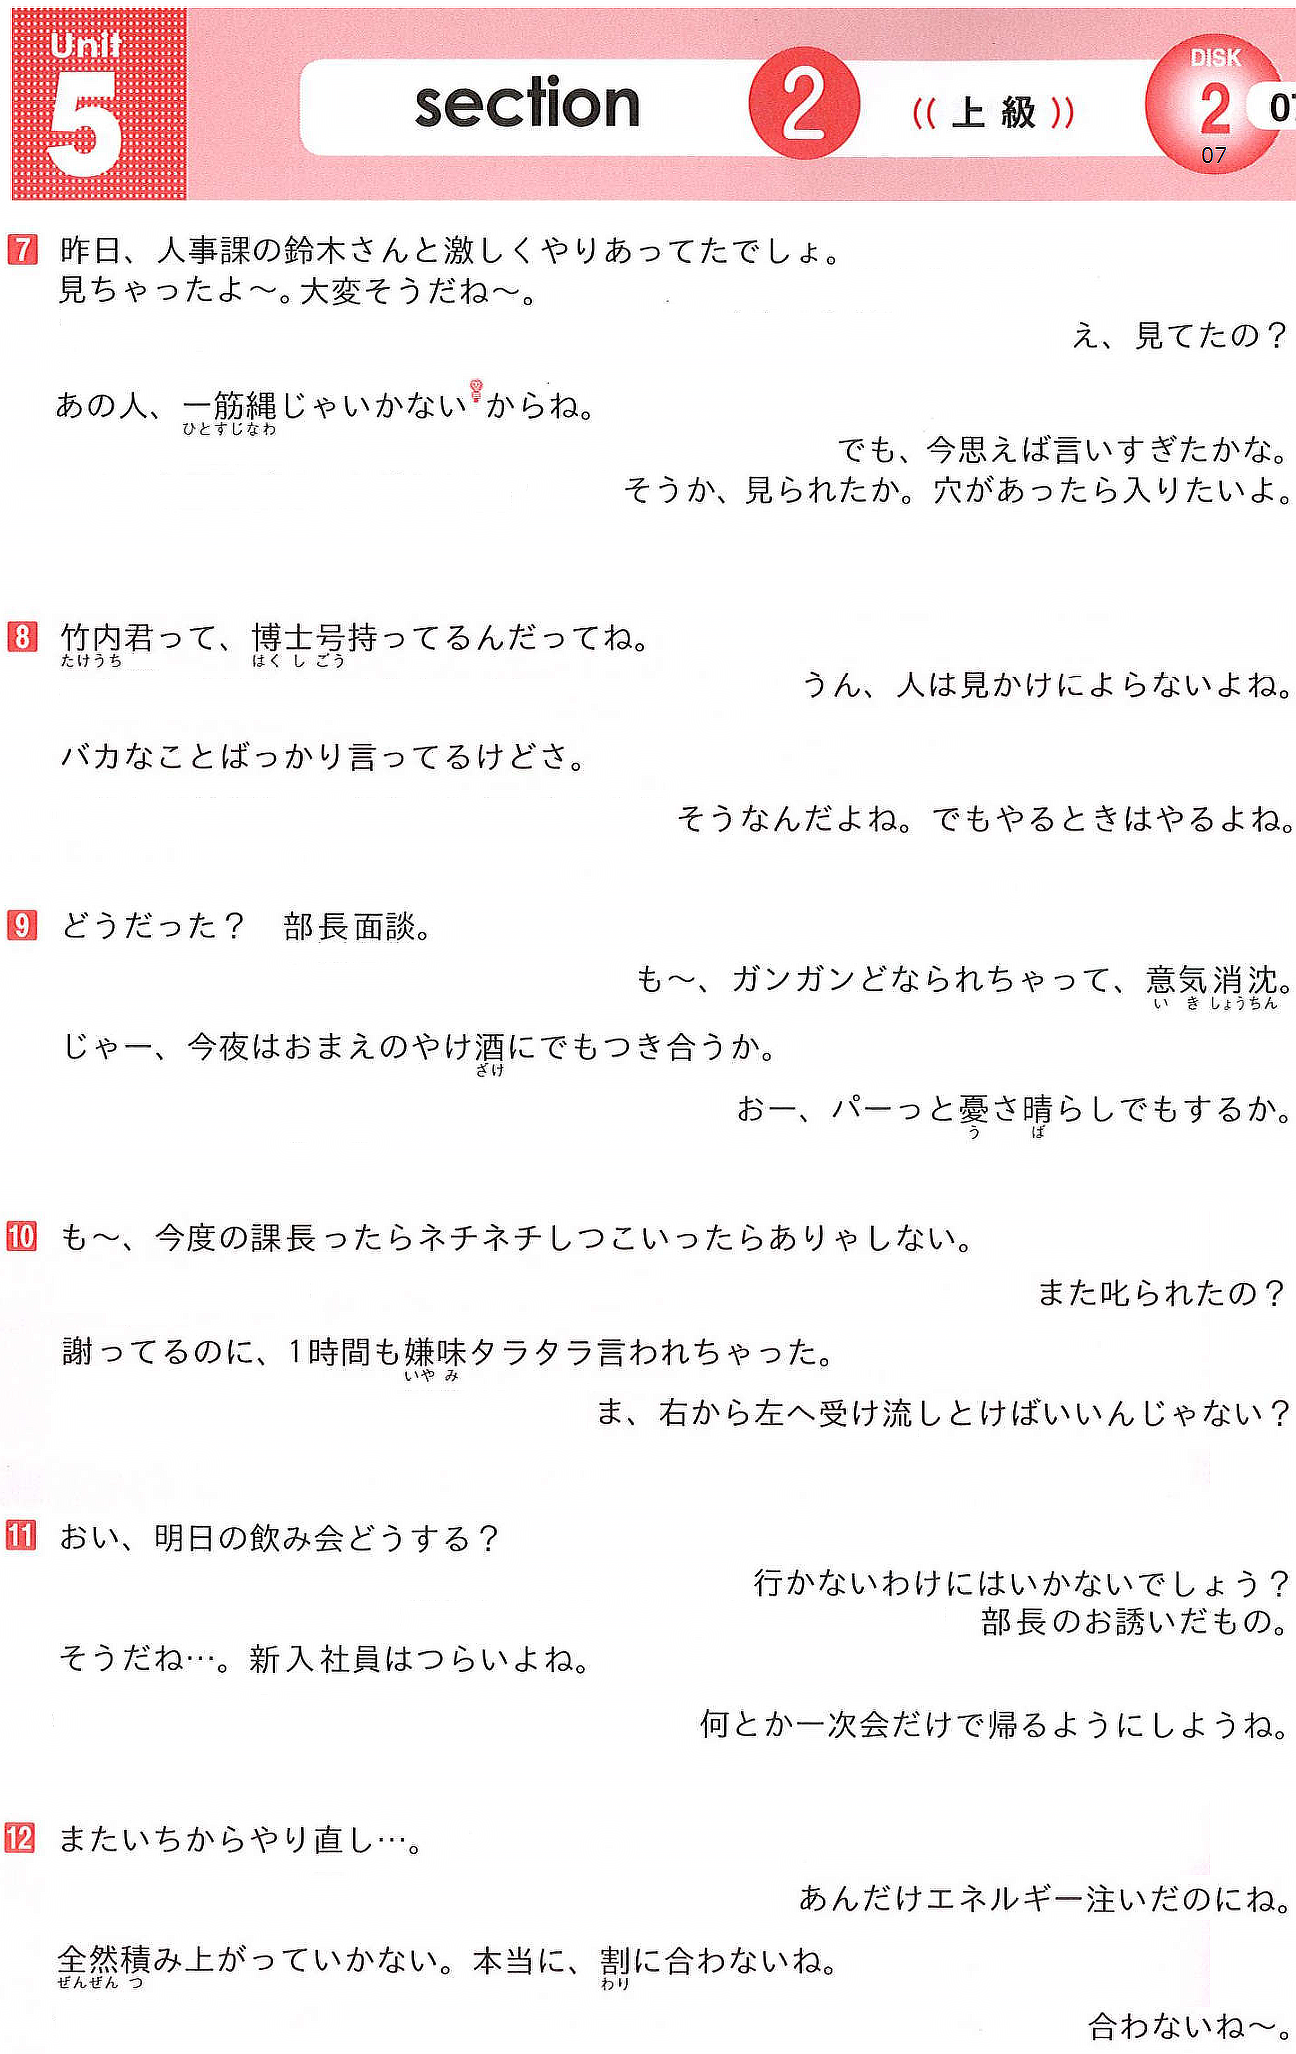 Unit
5
section 2 《上級》
DISK
2
07
07
7 昨日、人事課の鈴木さんと激しくやりあってたでしょ。
見ちゃったよ〜。大変そうだね〜。
え、見てたの？
あの人、一筋縄じゃいかないからね。
ひとすじなわ
でも、今思えば言いすぎたかな。
そうか、見られたか。穴があったら入りたいよ。
8 竹内君って、博士号持ってるんだってね。
たけうち はくしごう
うん、人は見かけによらないよね。
バカなことばっかり言ってるけどさ。
そうなんだよね。でもやるときはやるよね。
9 どうだった？　部長面談。
も〜、ガンガンどなられちゃって、意気消沈。
いきしょうちん
じゃー、今夜はおまえのやけ酒にでもつき合うか。
ざけ
おー、パーっと憂さ晴らしでもするか。
う ば
10 も〜、今度の課長ったらネチネチしつこいったらありゃしない。
また叱られたの？
謝ってるのに、1時間も嫌味タラタラ言われちゃった。
いやみ
ま、右から左へ受け流しとけばいいんじゃない？
11 おい、明日の飲み会どうする？
行かないわけにはいかないでしょう？
部長のお誘いだもの。
そうだね…。新入社員はつらいよね。
何とか一次会だけで帰るようにしようね。
12 またいちからやり直し…。
あんだけエネルギー注いだのにね。
全然積み上がっていかない。本当に、割に合わないね。
ぜんぜん つ わり
合わないね〜。